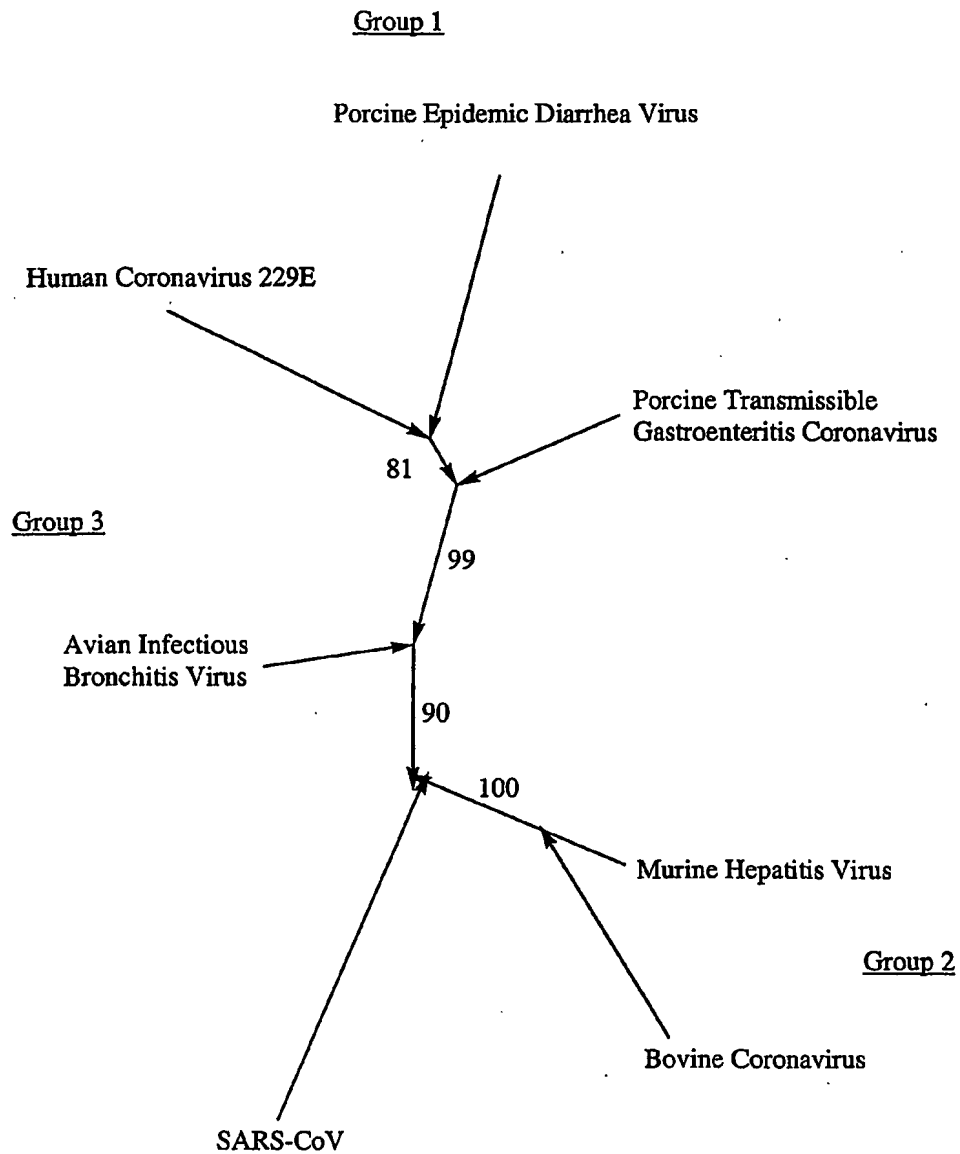 Group 1
Porcine Epidemic Diarrhea Virus
Human Coronavirus 229E
Porcine Transmissible
Gastroenteritis Coronavirus
81
Group 3
99
Avian Infectious
Bronchitis Virus
90
100
Murine Hepatitis Virus
Group 2
Bovine Coronavirus
SARS-CoV